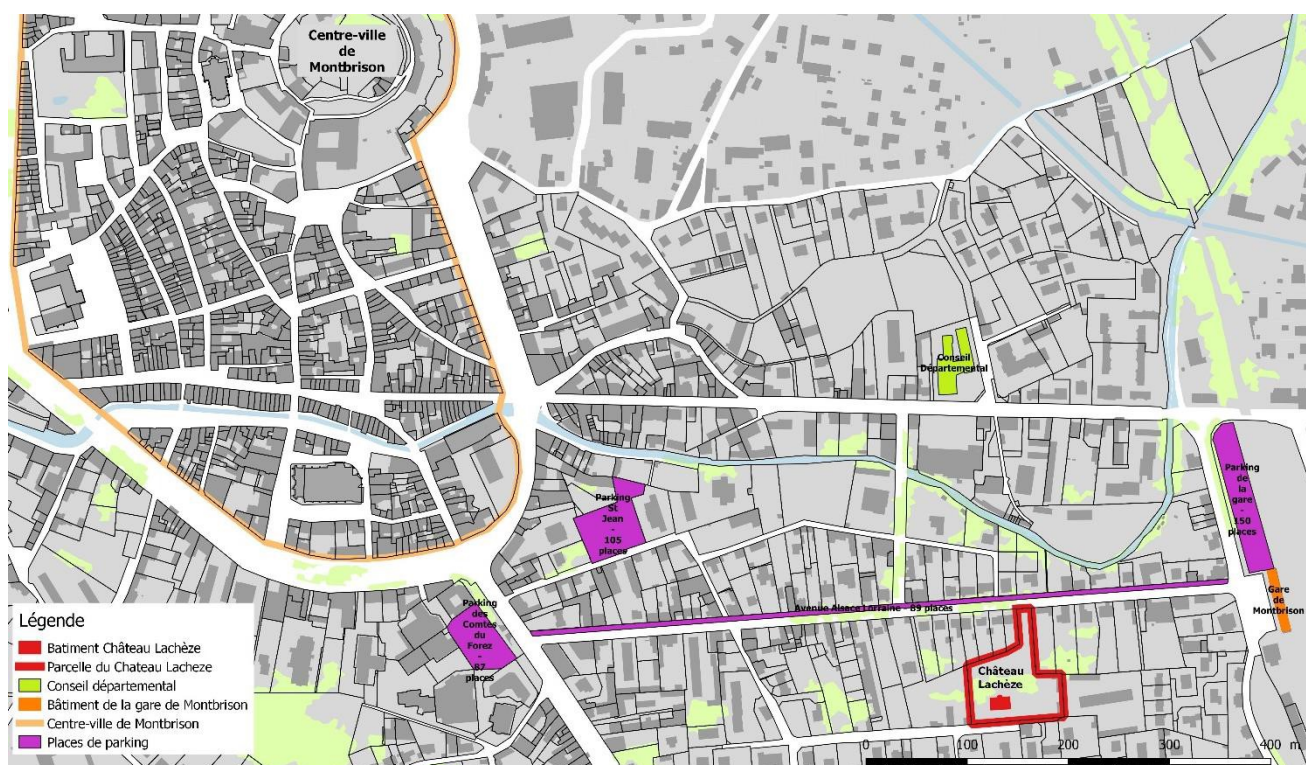 Centre-ville
de
Montbrison
Conseil
Départemental
Parking
St
Jean
-
105
places
Parking
de
la
gare
-
150
places
Parking
des
Comtes
du
Forez
-
87
places
Avenue Alsace Lorraine - 89 places
Gare
de
Montbrison
Château
Lachèze
Légende
Batiment Château Lachèze
Parcelle du Chateau Lacheze
Conseil départemental
Bâtiment de la gare de Montbrison
Centre-ville de Montbrison
Places de parking
0 100 200 300 400 m